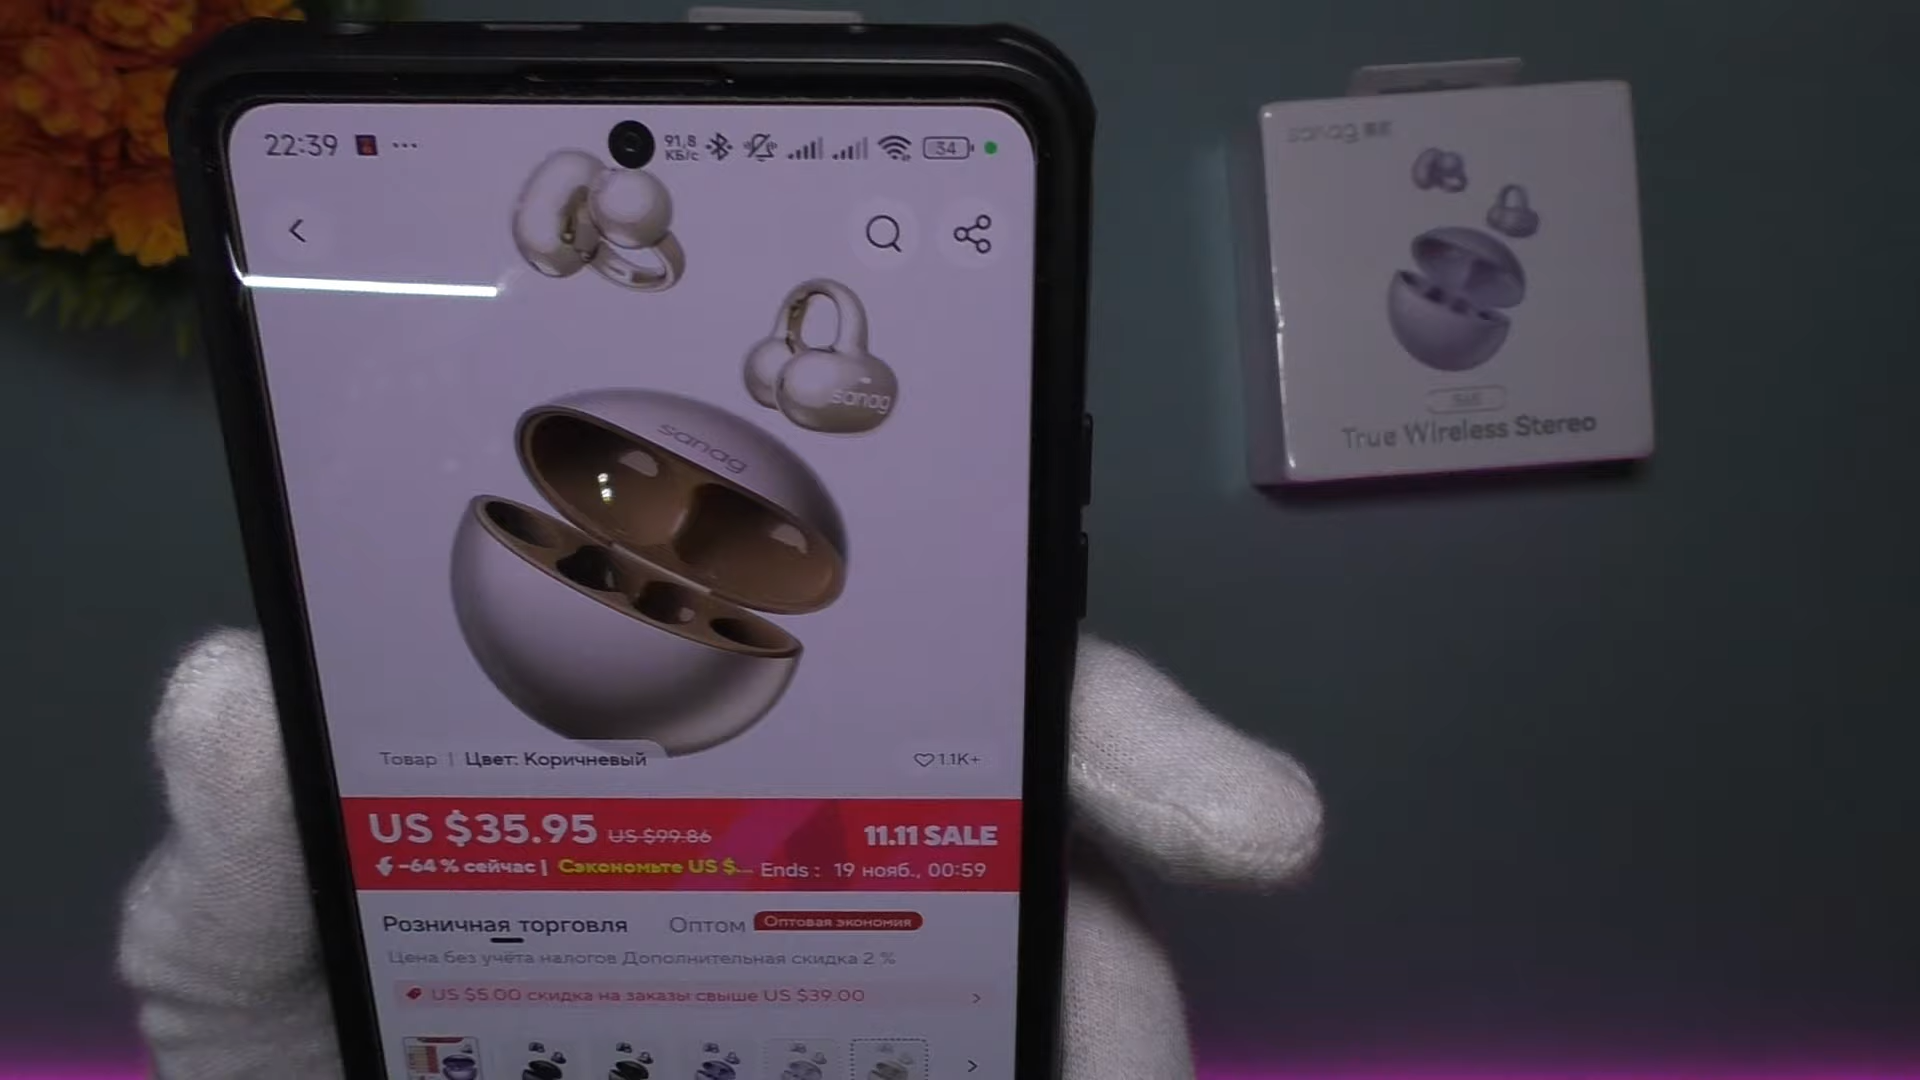 22:39
91,8
КБ/с
34
sanag
sanag
Товар | Цвет: Коричневый
1.1K+
US $35.95 US $99.86
11.11 SALE
-64 % сейчас | Сэкономьте US $...
Ends : 19 нояб., 00:59
Розничная торговля
Оптом
Оптовая экономия
Цена без учёта налогов Дополнительная скидка 2 %
US $5.00 скидка на заказы свыше US $39.00
sanag
True Wireless Stereo